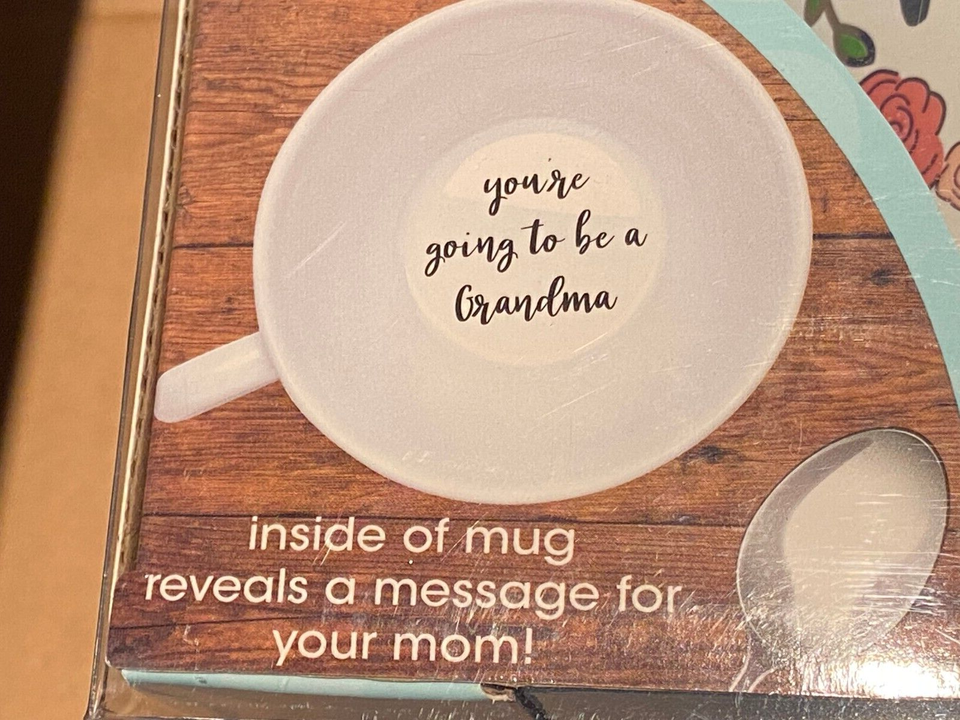 you're
going to be a
Grandma
inside of mug
reveals a message for
your mom!